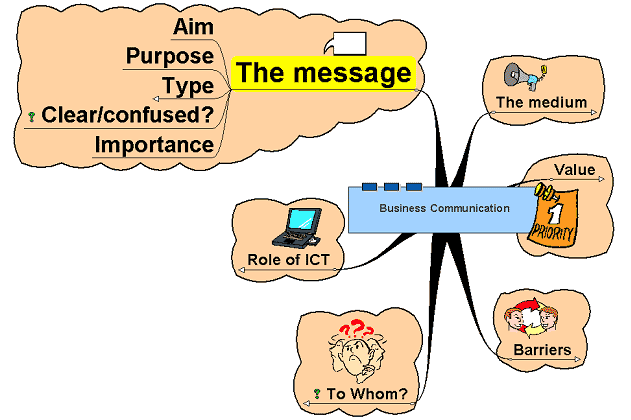 Aim
Purpose
Type
Clear/confused?
Importance
The message
The medium
Value
1
PRIORITY
Business Communication
Role of ICT
Barriers
???
To Whom?